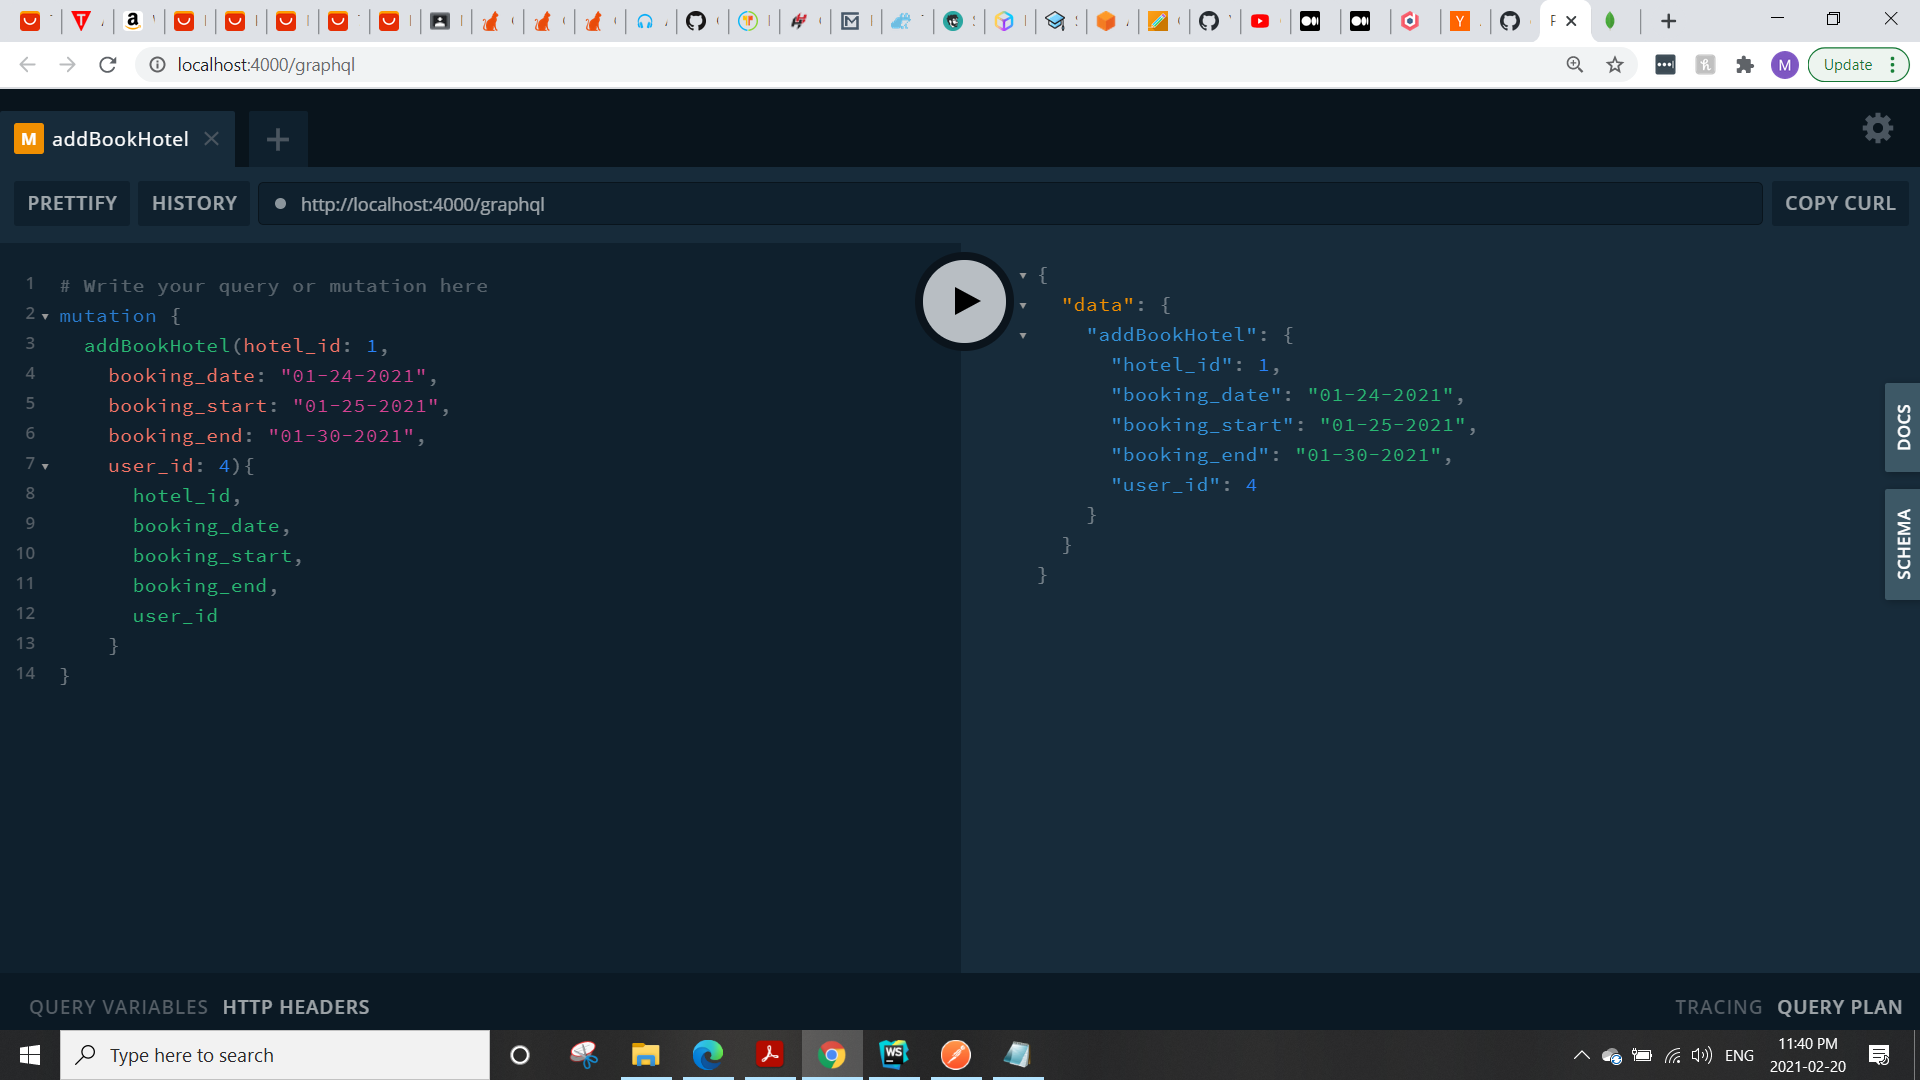 localhost:4000/graphql
M
Update
M addBookHotel
PRETTIFY HISTORY http://localhost:4000/graphql COPY CURL
1 # Write your query or mutation here
2 mutation {
3 addBookHotel(hotel_id: 1,
4 booking_date: "01-24-2021",
5 booking_start: "01-25-2021",
6 booking_end: "01-30-2021",
7 user_id: 4){
8 hotel_id,
9 booking_date,
10 booking_start,
11 booking_end,
12 user_id
13 }
14 }
{
"data": {
"addBookHotel": {
"hotel_id": 1,
"booking_date": "01-24-2021",
"booking_start": "01-25-2021",
"booking_end": "01-30-2021",
"user_id": 4
}
}
}
DOCS
SCHEMA
QUERY VARIABLES HTTP HEADERS TRACING QUERY PLAN
Type here to search
WS
ENG
11:40 PM
2021-02-20